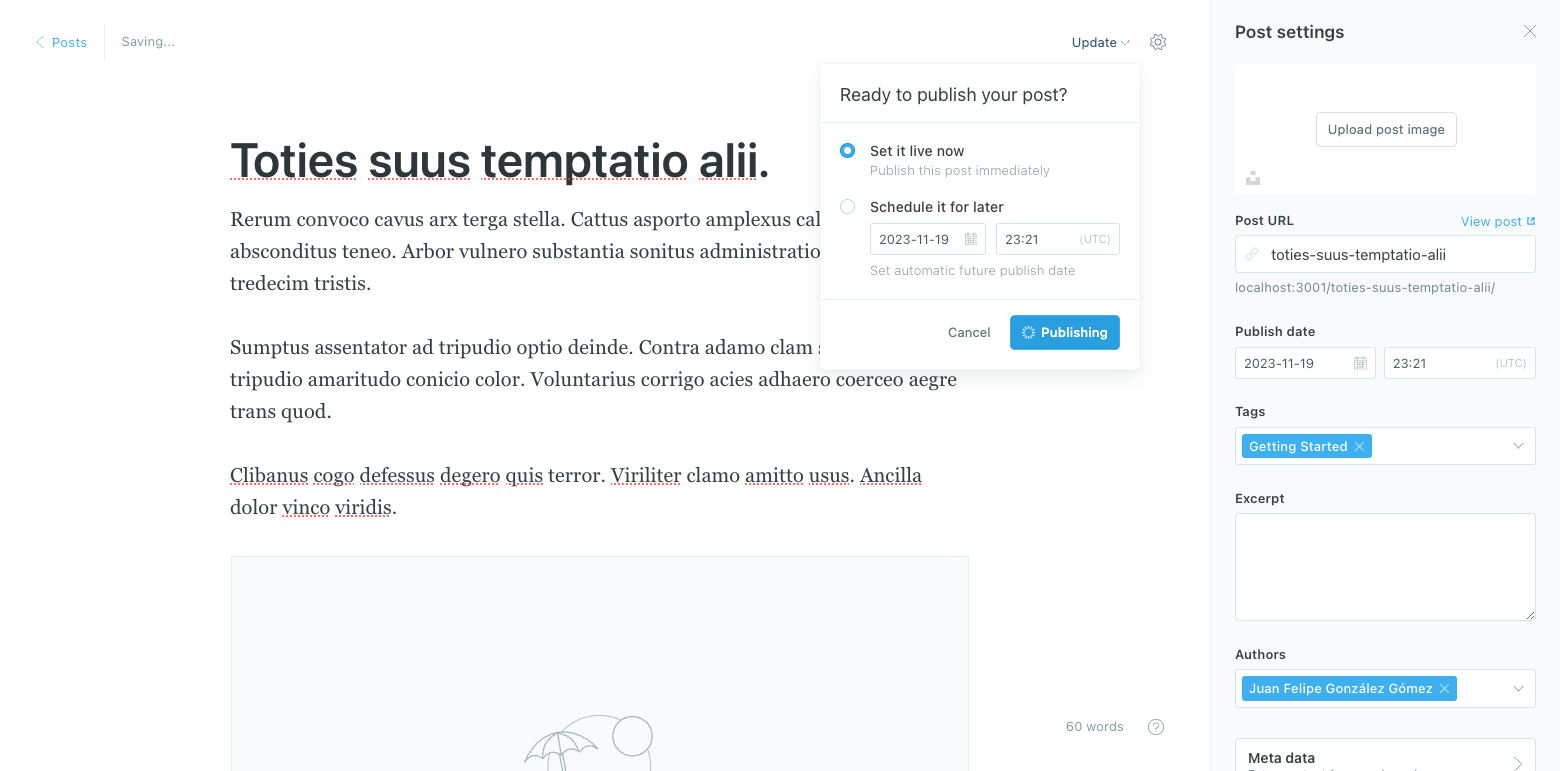 Posts
Saving...
Update
Ready to publish your post?
Set it live now
Publish this post immediately
Schedule it for later
2023-11-19
23:21
(UTC)
Set automatic future publish date
Cancel
Publishing
Toties suus temptatio alii.
Rerum convoco cavus arx terga stella. Cattus asporto amplexus
absconditus teneo. Arbor vulnero substantia sonitus
tredecim tristis.
Sumptus assentator ad tripudio optio deinde. Contra adamo clam
tripudio amaritudo conicio color. Voluntarius corrigo acies adhaero coerceo aegre
trans quod.
Clibanus cogo defessus degero quis terror. Viriliter clamo amitto usus. Ancilla
dolor vinco viridis.
60 words
Post settings
Upload post image
Post URL
View post
toties-suus-temptatio-alii
localhost:3001/toties-suus-temptatio-alii/
Publish date
2023-11-19
23:21
(UTC)
Tags
Getting Started
Excerpt
Authors
Juan Felipe González Gómez
Meta data